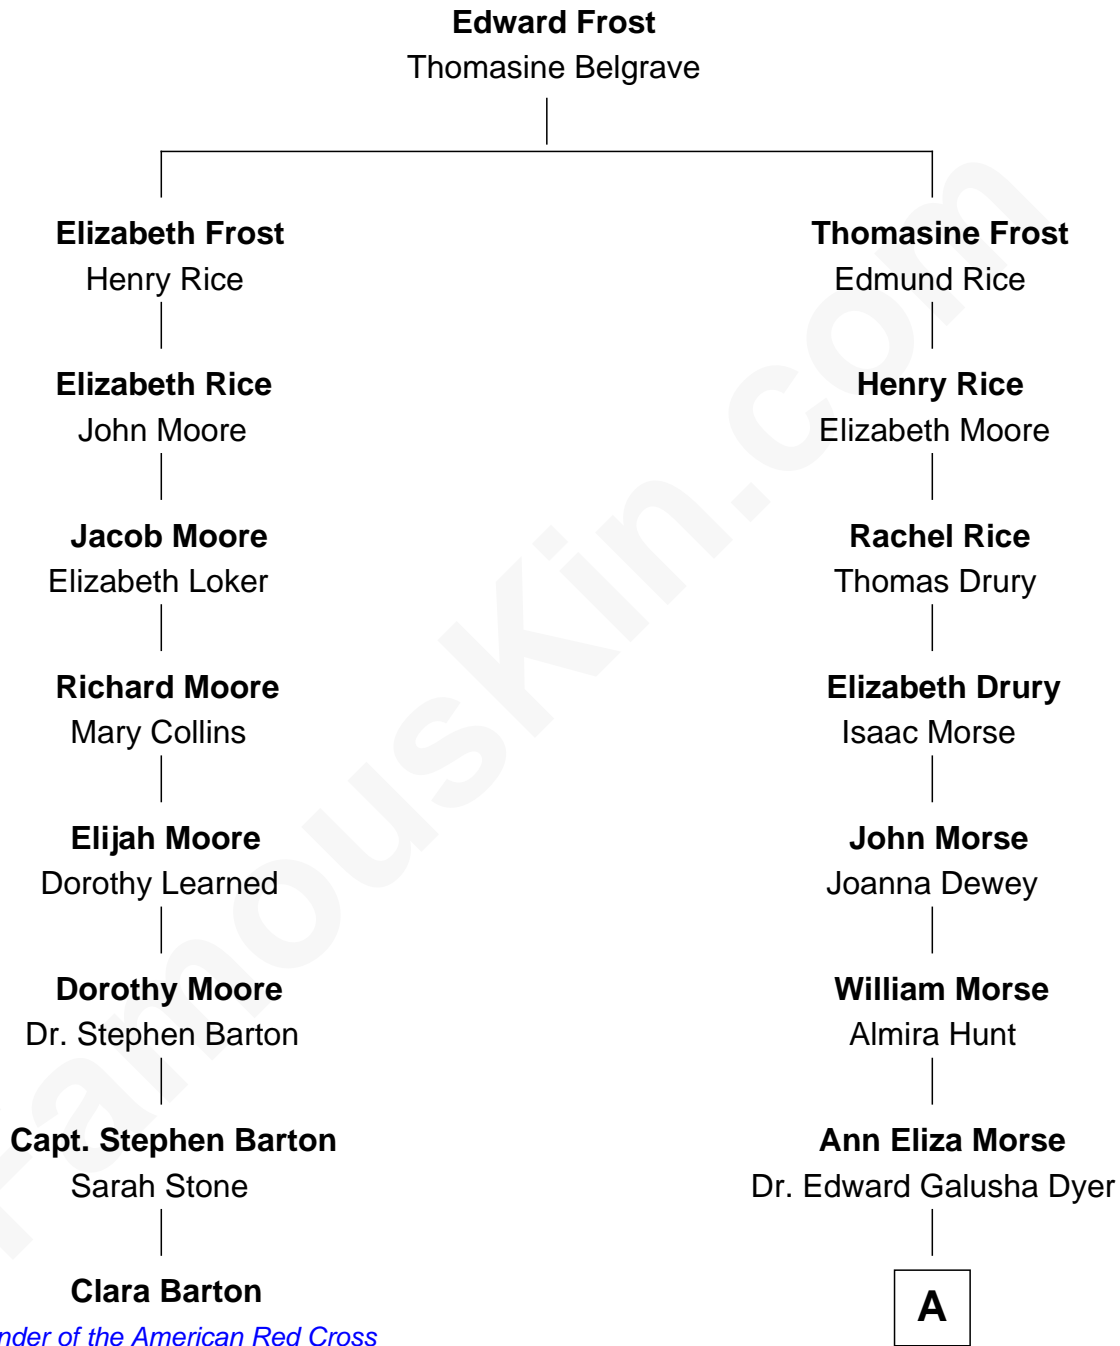 Edward Frost
Thomasine Belgrave
Elizabeth Frost
Henry Rice
Thomasine Frost
Edmund Rice
Elizabeth Rice
John Moore
Henry Rice
Elizabeth Moore
Jacob Moore
Elizabeth Loker
Rachel Rice
Thomas Drury
Richard Moore
Mary Collins
Elizabeth Drury
Isaac Morse
Elijah Moore
Dorothy Learned
John Morse
Joanna Dewey
Dorothy Moore
Dr. Stephen Barton
William Morse
Almira Hunt
Capt. Stephen Barton
Sarah Stone
Ann Eliza Morse
Dr. Edward Galusha Dyer
Clara Barton
nder of the American Red Cross
A
FamousKin.com